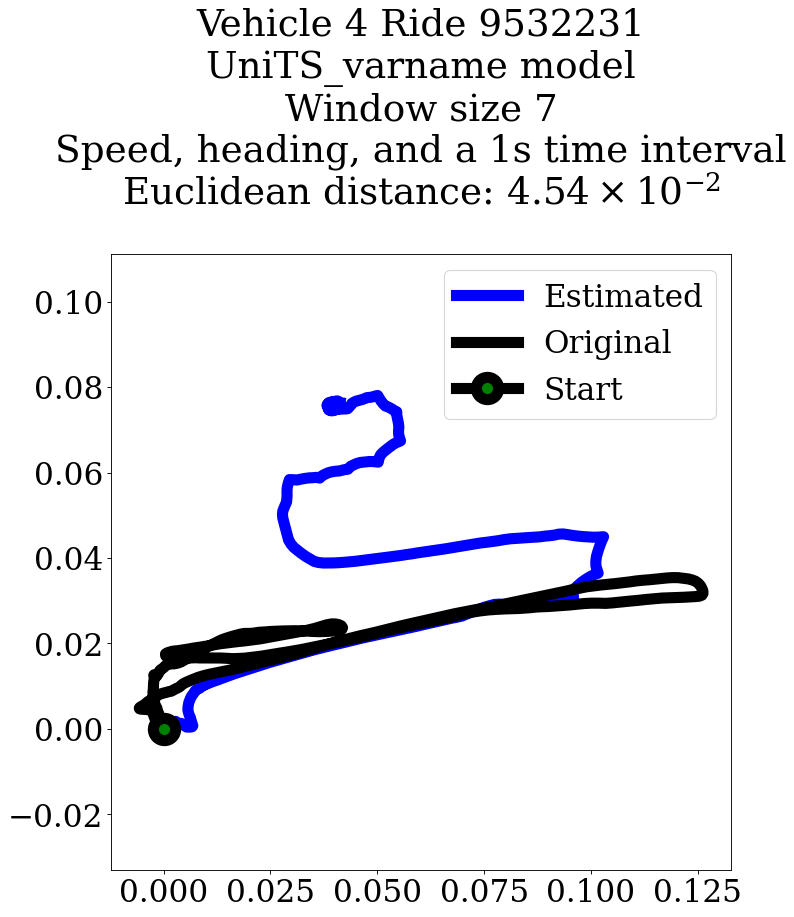 Vehicle 4 Ride 9532231
UniTS_varname model
Window size 7
Speed, heading, and a 1s time interval
Euclidean distance: 4.54 × 10⁻²
Estimated
Original
Start
0.10
0.08
0.06
0.04
0.02
0.00
−0.02
0.000 0.025 0.050 0.075 0.100 0.125